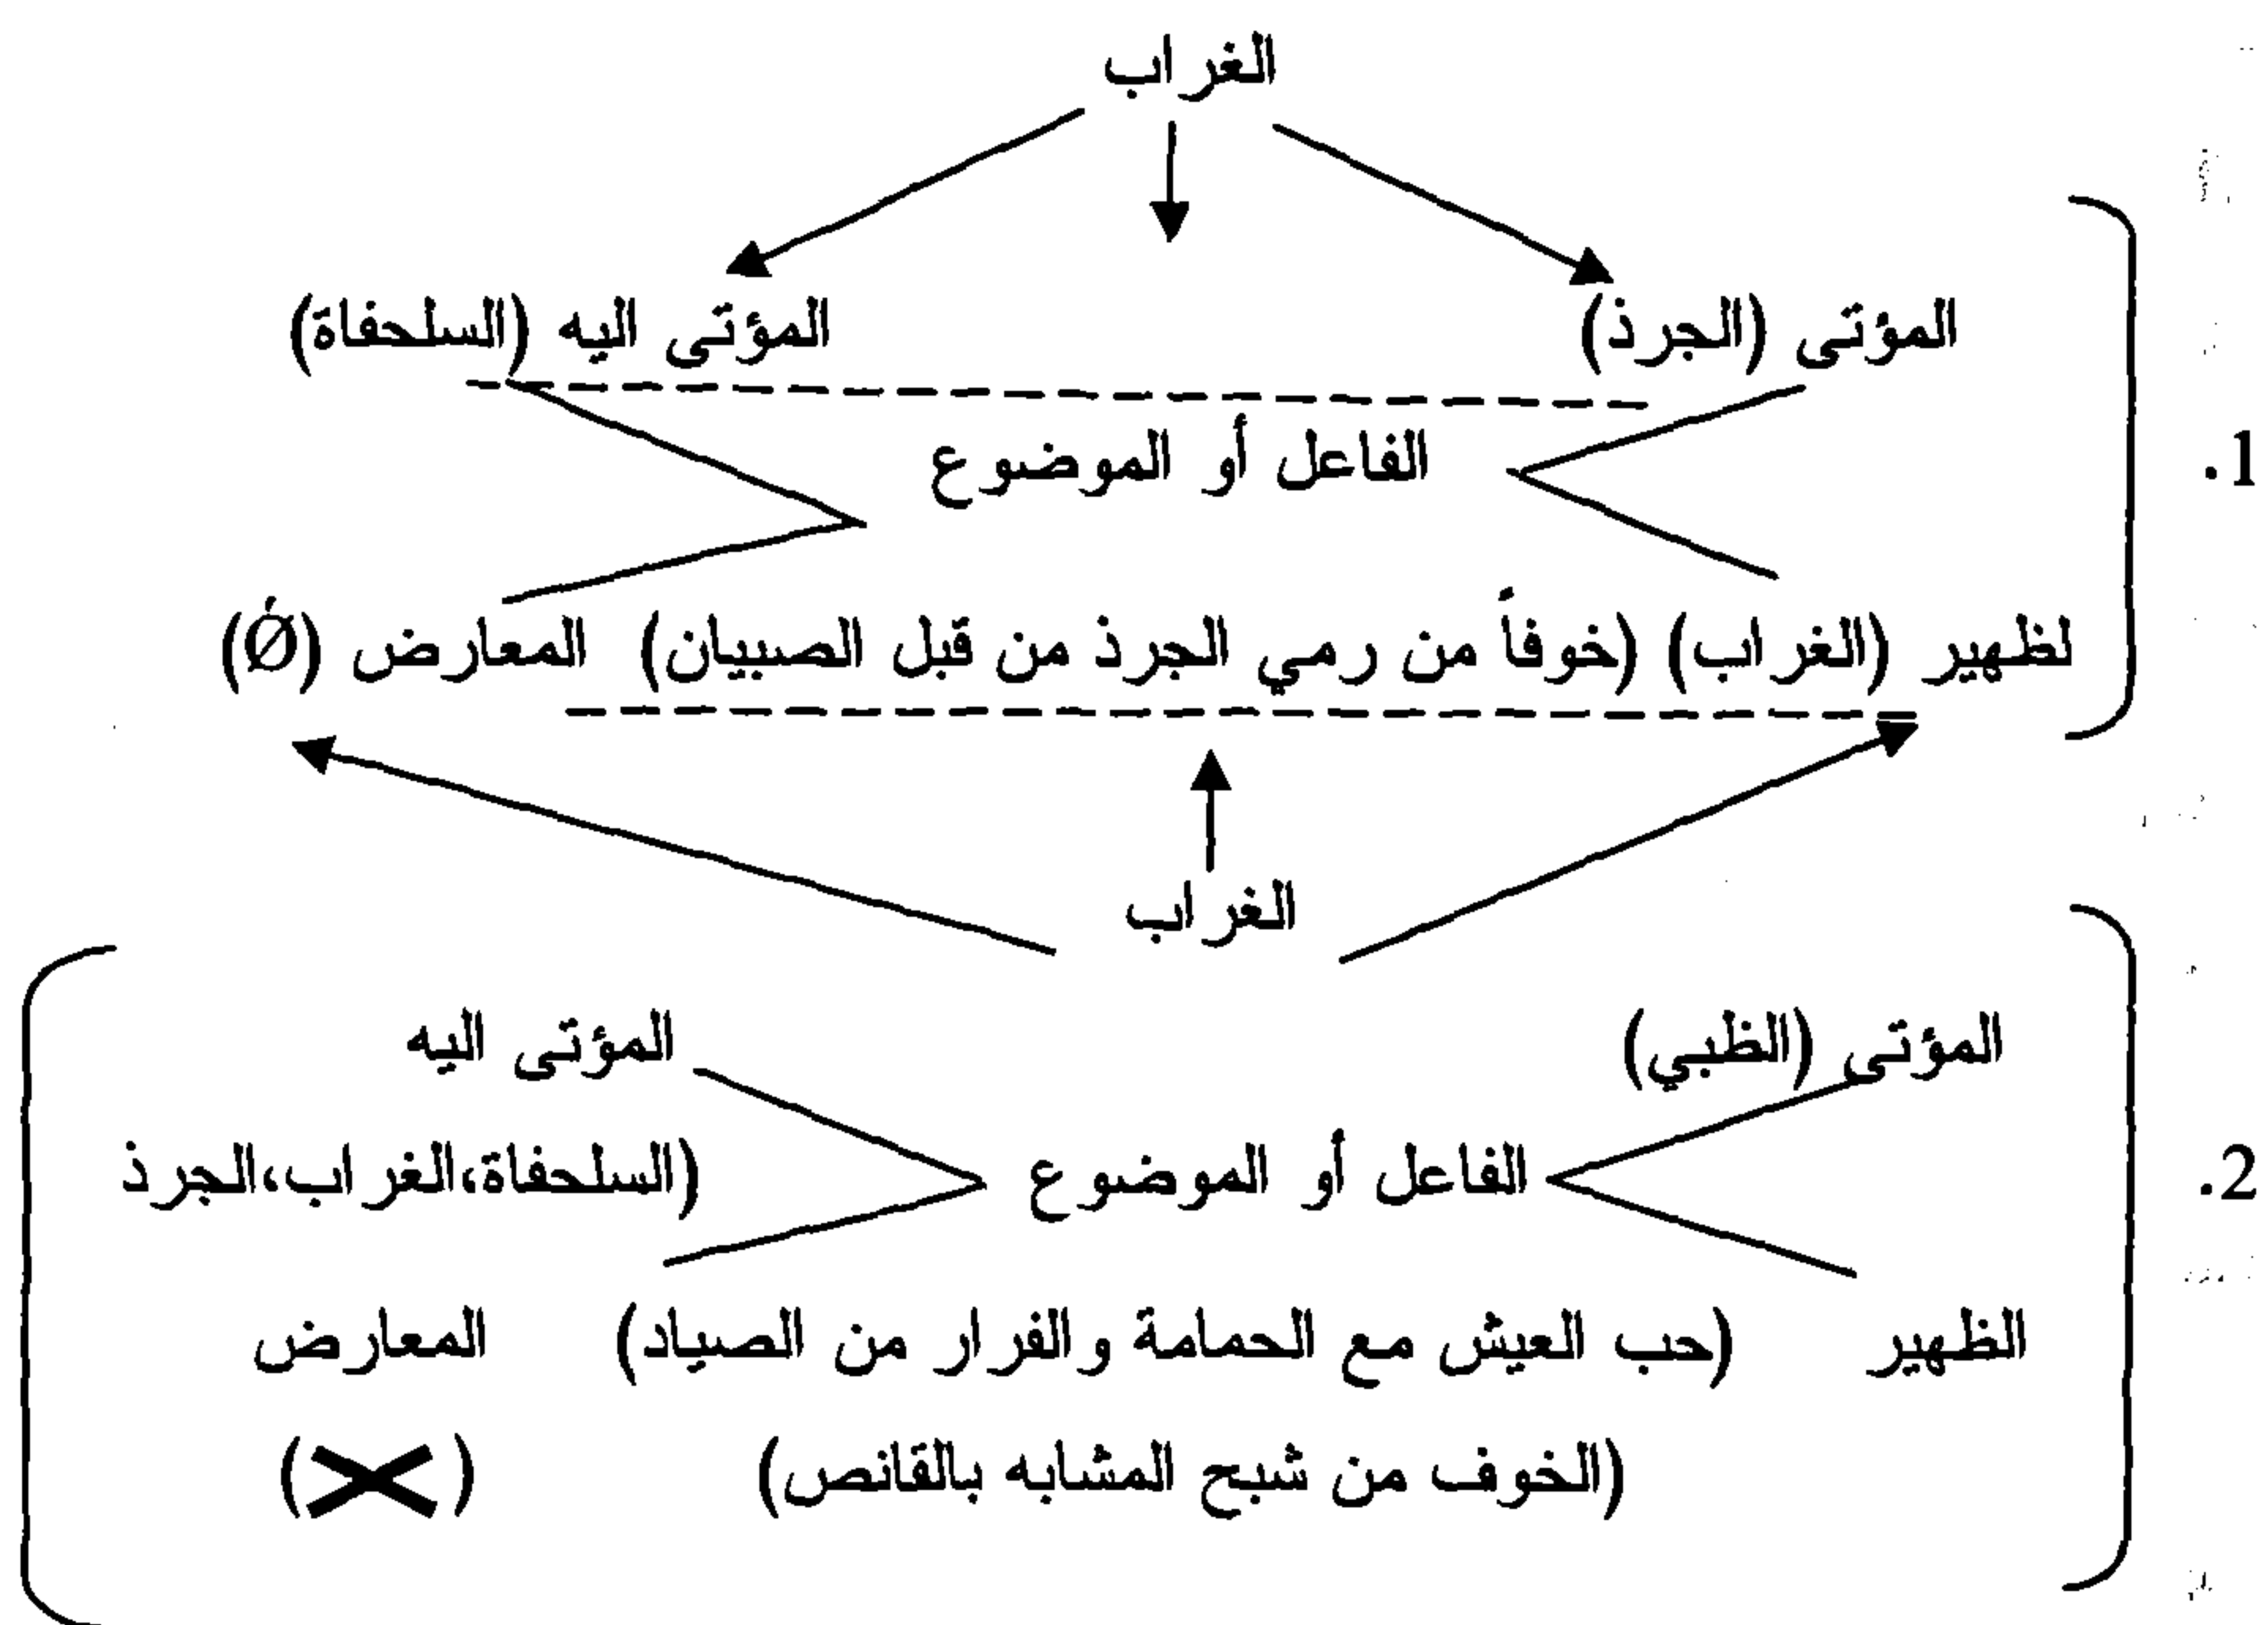 الغراب
المؤتى (الجرذ) المؤتى اليه (السلحفاة)
1. الفاعل أو الموضوع
لظهير (الغراب) (خوفاً من رمي الجرذ من قبل الصبيان) المعارض (Ǿ)
الغراب
المؤتى (الظبي) المؤتى اليه
2. الفاعل أو الموضوع (السلحفاة،الغراب،الجرذ
الظهير (حب العيش مع الحمامة والفرار من الصياد) المعارض
(الخوف من شبح المشابه بالقانص) (X)